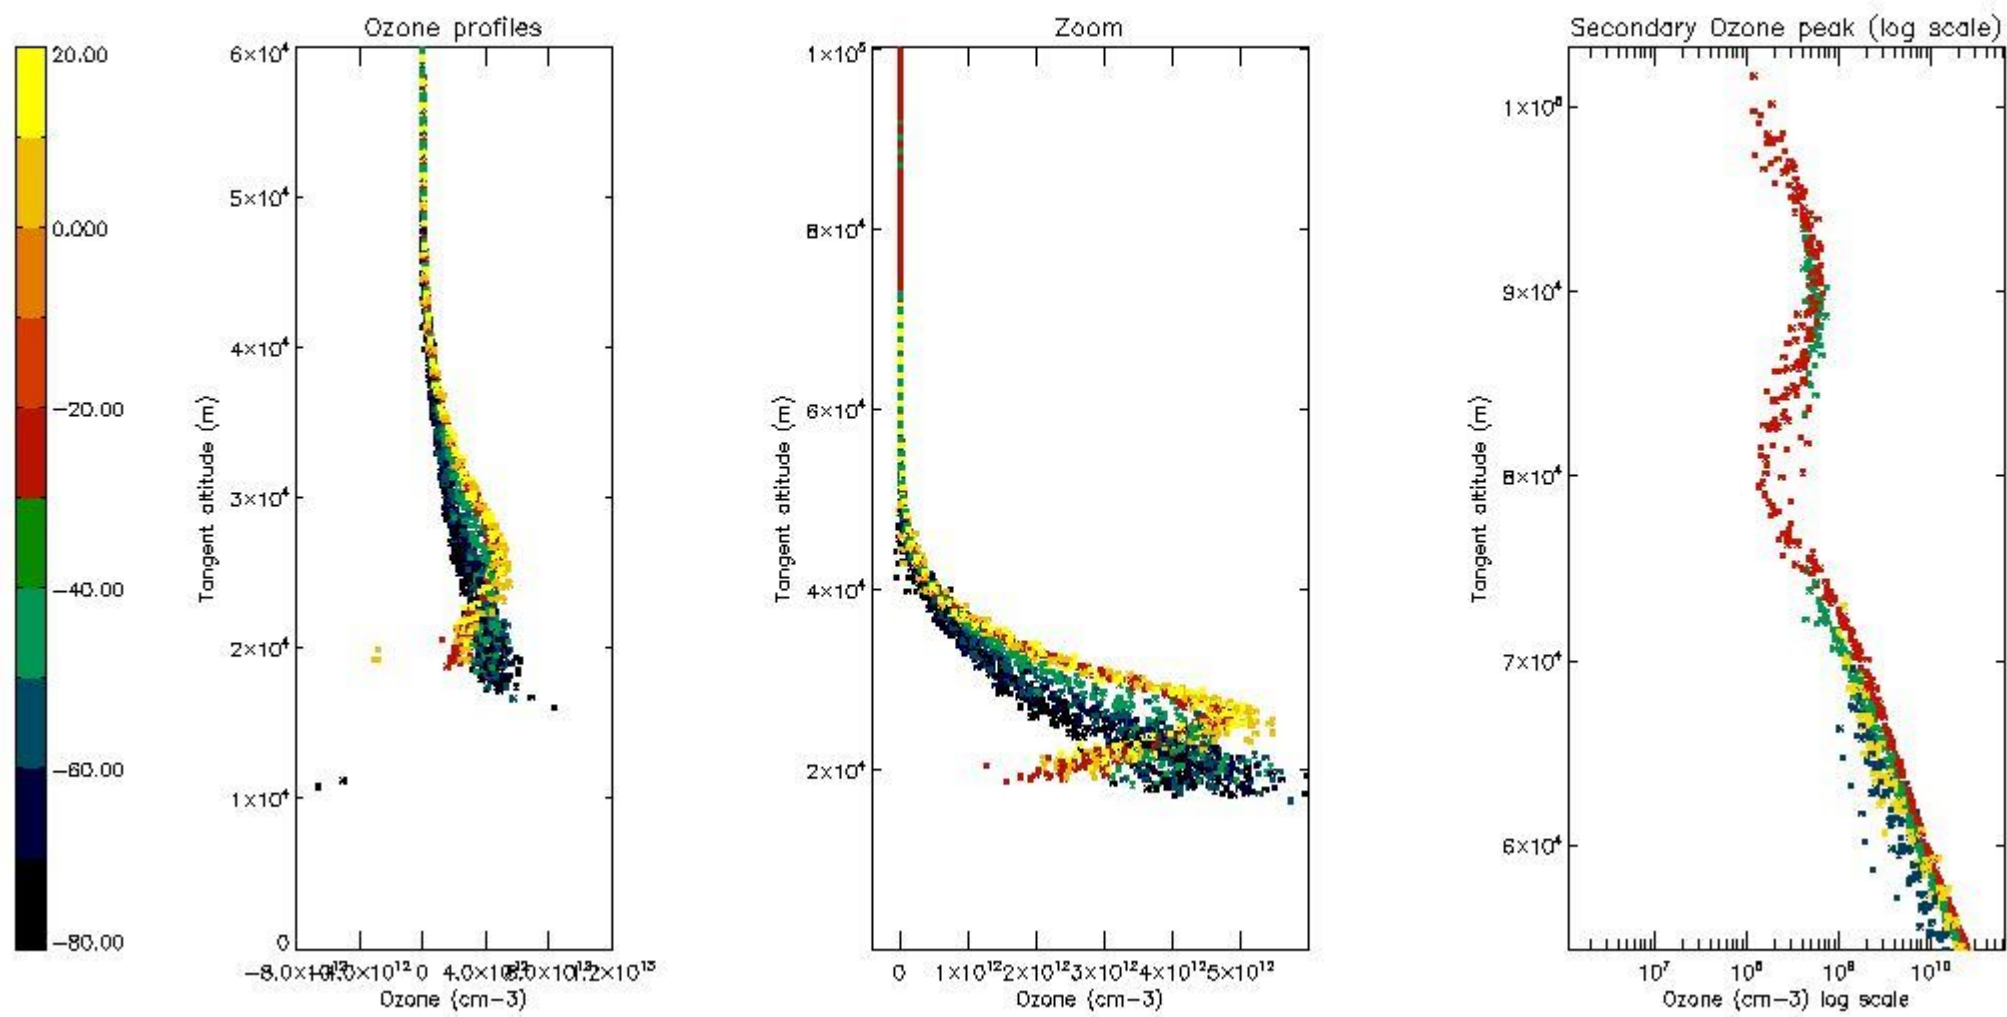 Ozone profiles
Zoom
Secondary Ozone peak (log scale)
20.00
0.000
−20.00
−40.00
−60.00
−80.00
6×10⁴
5×10⁴
4×10⁴
3×10⁴
2×10⁴
1×10⁴
0
Tangent altitude (m)
0 4.0×10¹²
Ozone (cm−3)
1×10⁵
8×10⁴
6×10⁴
4×10⁴
2×10⁴
Tangent altitude (m)
0 1×10¹² 2×10¹² 3×10¹² 4×10¹² 5×10¹²
Ozone (cm−3)
1×10⁵
9×10⁴
8×10⁴
7×10⁴
6×10⁴
Tangent altitude (m)
10⁷ 10⁸ 10⁹ 10¹⁰
Ozone (cm−3) log scale